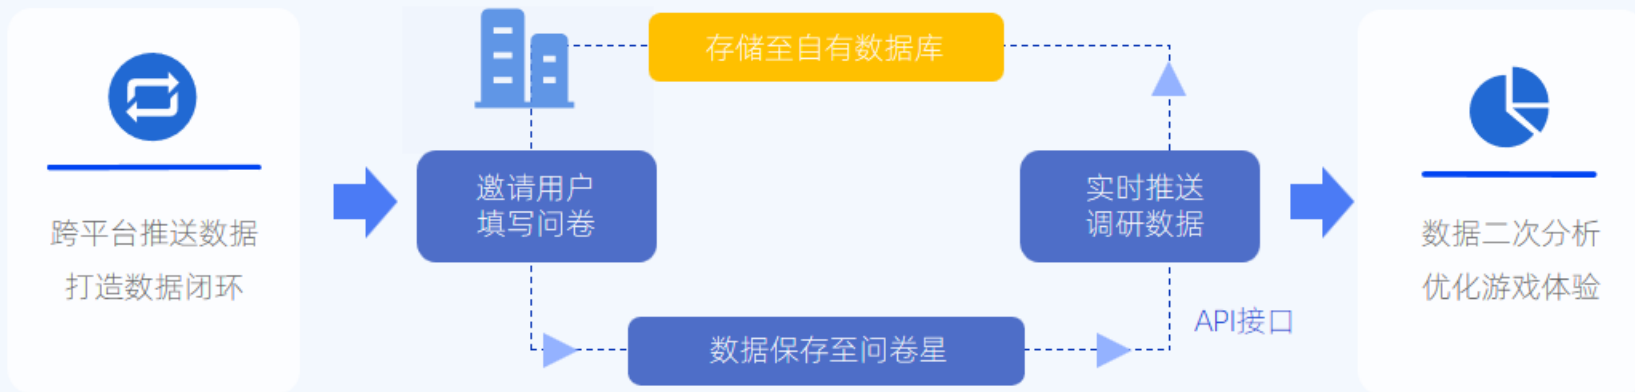 跨平台推送数据
打造数据闭环
邀请用户
填写问卷
存储至自有数据库
数据保存至问卷星
实时推送
调研数据
API接口
数据二次分析
优化游戏体验